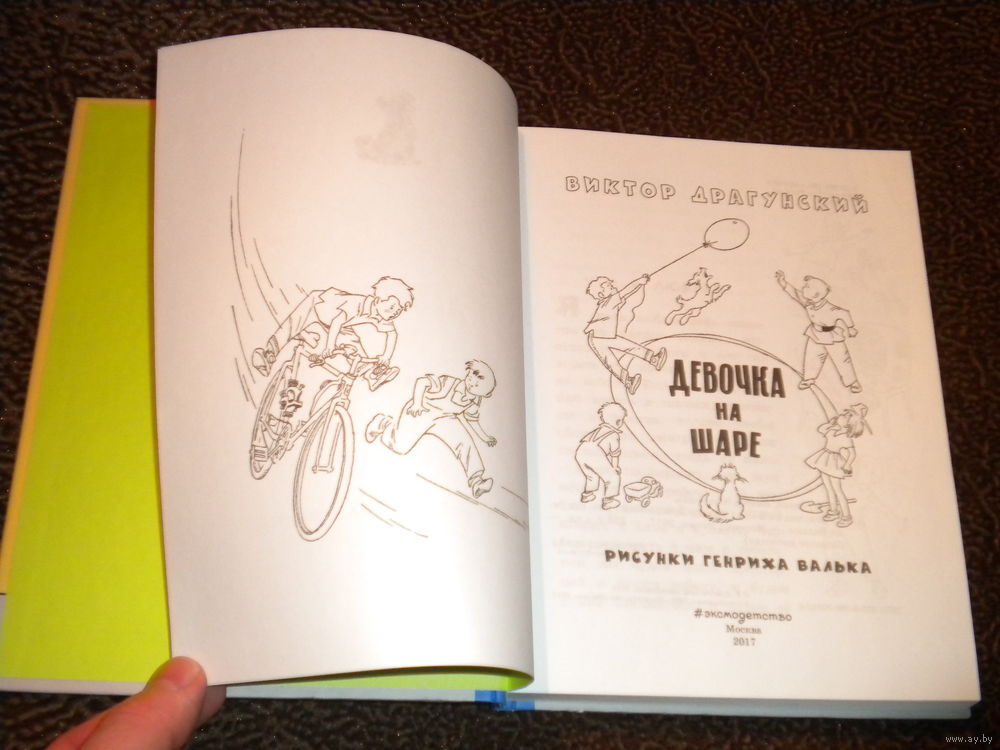 ВИКТОР ДРАГУНСКИЙ
ДЕВОЧКА
НА
ШАРЕ
РИСУНКИ ГЕНРИХА ВАЛЬКА
#эксмодетство
Москва
2017
www.ay.by